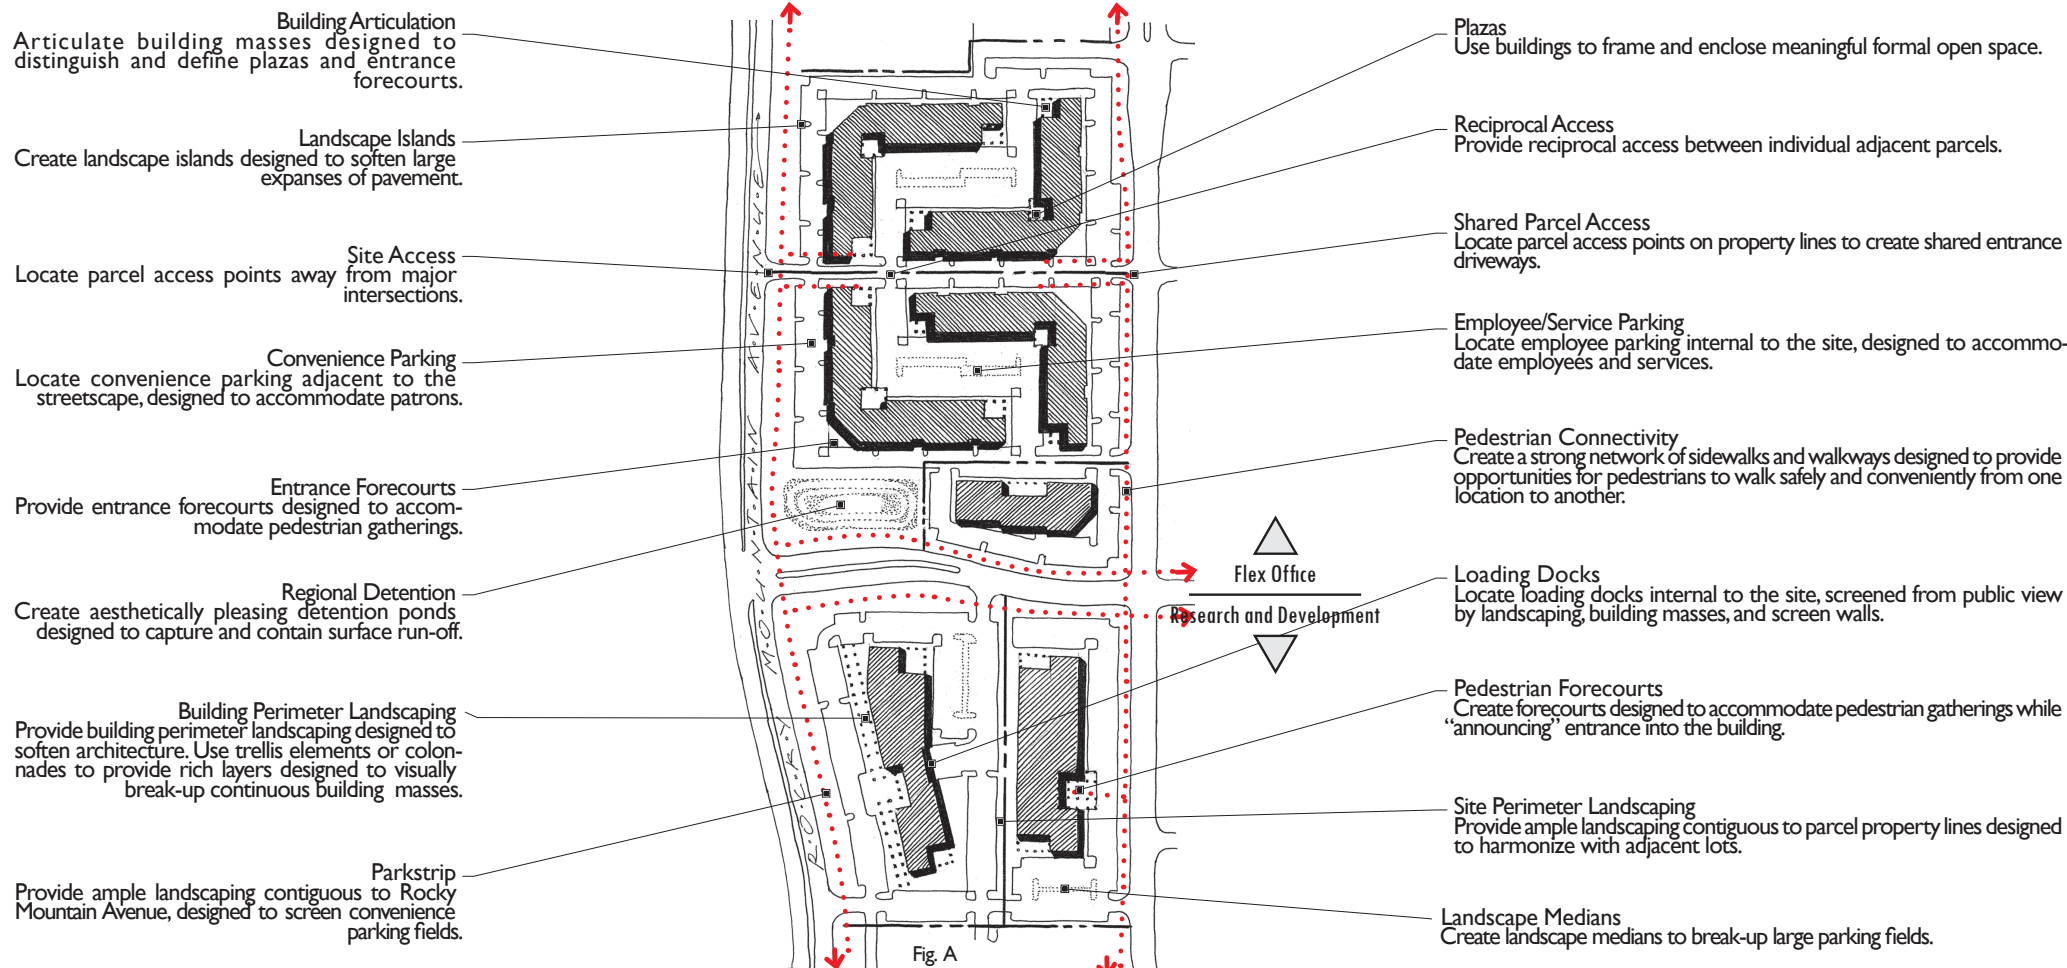 Building Articulation
Articulate building masses designed to
distinguish and define plazas and entrance
forecourts.
Landscape Islands
Create landscape islands designed to soften large
expanses of pavement.
Site Access
Locate parcel access points away from major
intersections.
Convenience Parking
Locate convenience parking adjacent to the
streetscape, designed to accommodate patrons.
Entrance Forecourts
Provide entrance forecourts designed to accom-
modate pedestrian gatherings.
Regional Detention
Create aesthetically pleasing detention ponds
designed to capture and contain surface run-off.
Building Perimeter Landscaping
Provide building perimeter landscaping designed to
soften architecture. Use trellis elements or colon-
nades to provide rich layers designed to visually
break-up continuous building masses.
Parkstrip
Provide ample landscaping contiguous to Rocky
Mountain Avenue, designed to screen convenience
parking fields.
ROCKY MOUNTAIN AVENUE
Flex Office
Research and Development
Fig. A
Plazas
Use buildings to frame and enclose meaningful formal open space.
Reciprocal Access
Provide reciprocal access between individual adjacent parcels.
Shared Parcel Access
Locate parcel access points on property lines to create shared entrance
driveways.
Employee/Service Parking
Locate employee parking internal to the site, designed to accommo-
date employees and services.
Pedestrian Connectivity
Create a strong network of sidewalks and walkways designed to provide
opportunities for pedestrians to walk safely and conveniently from one
location to another.
Loading Docks
Locate loading docks internal to the site, screened from public view
by landscaping, building masses, and screen walls.
Pedestrian Forecourts
Create forecourts designed to accommodate pedestrian gatherings while
“announcing” entrance into the building.
Site Perimeter Landscaping
Provide ample landscaping contiguous to parcel property lines designed
to harmonize with adjacent lots.
Landscape Medians
Create landscape medians to break-up large parking fields.